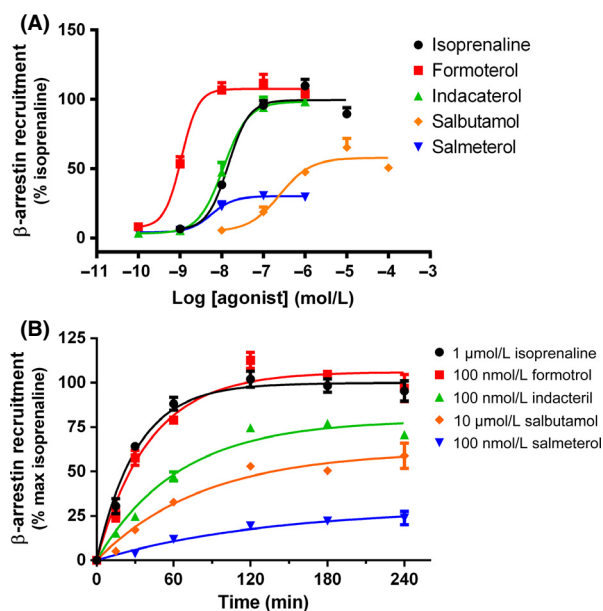 (A)
150
100
50
0
β-arrestin recruitment
(% isoprenaline)
Isoprenaline
Formoterol
Indacaterol
Salbutamol
Salmeterol
−11 −10 −9 −8 −7 −6 −5 −4 −3
Log [agonist] (mol/L)
(B)
125
100
75
50
25
0
β-arrestin recruitment
(% max isoprenaline)
1 µmol/L isoprenaline
100 nmol/L formotrol
100 nmol/L indacteril
10 µmol/L salbutamol
100 nmol/L salmeterol
0 60 120 180 240
Time (min)